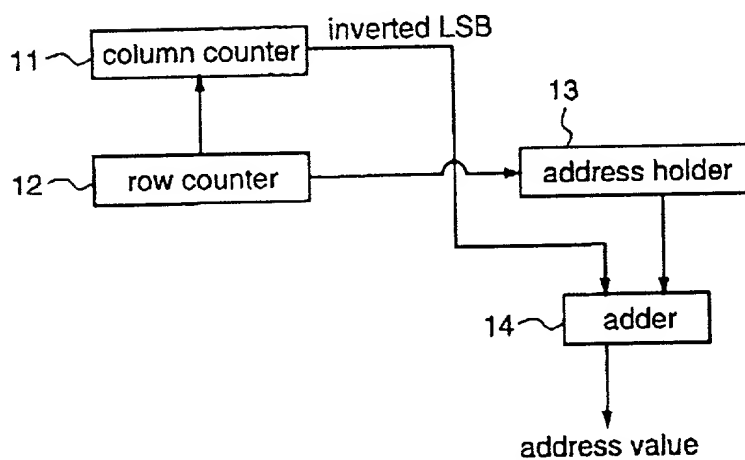 inverted LSB
11
column counter
13
12
row counter
address holder
14
adder
address value